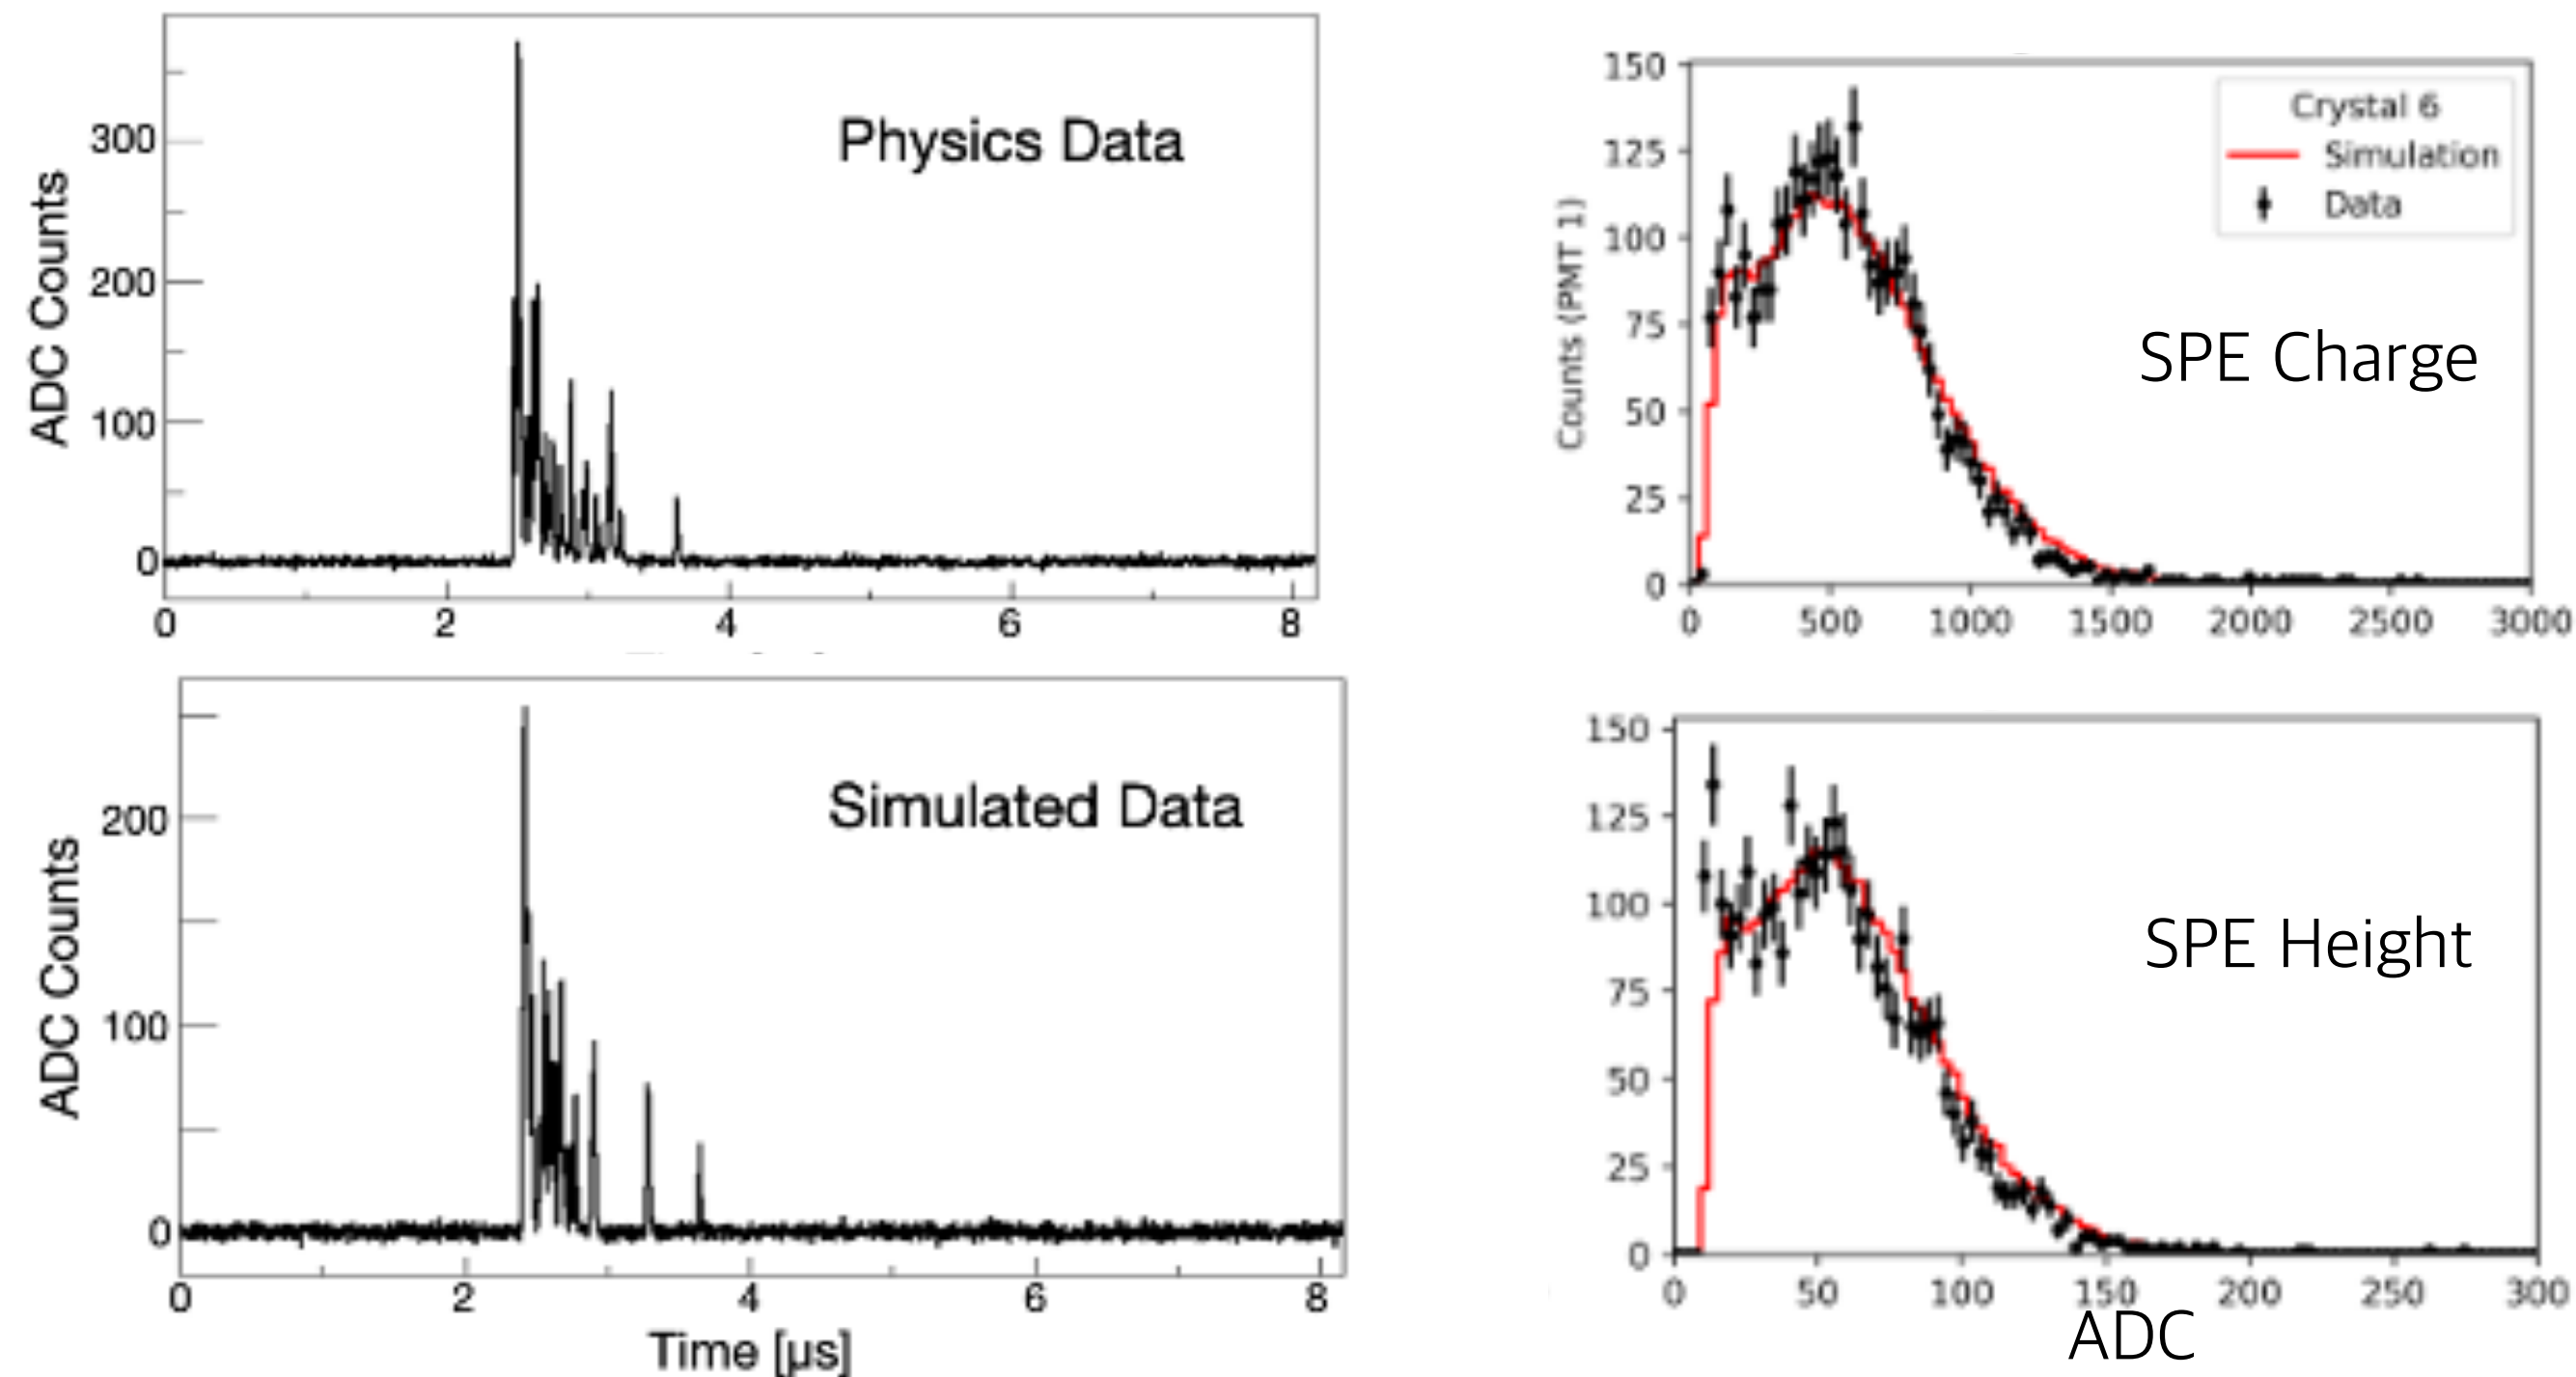 Physics Data
ADC Counts
300
200
100
0
0 2 4 6 8
Simulated Data
ADC Counts
200
100
0
0 2 4 6 8
Time [µs]
Crystal 6
Simulation
Data
SPE Charge
Counts (PMT 1)
150
125
100
75
50
25
0
0 500 1000 1500 2000 2500 3000
SPE Height
150
125
100
75
50
25
0
0 50 100 150 200 250 300
ADC